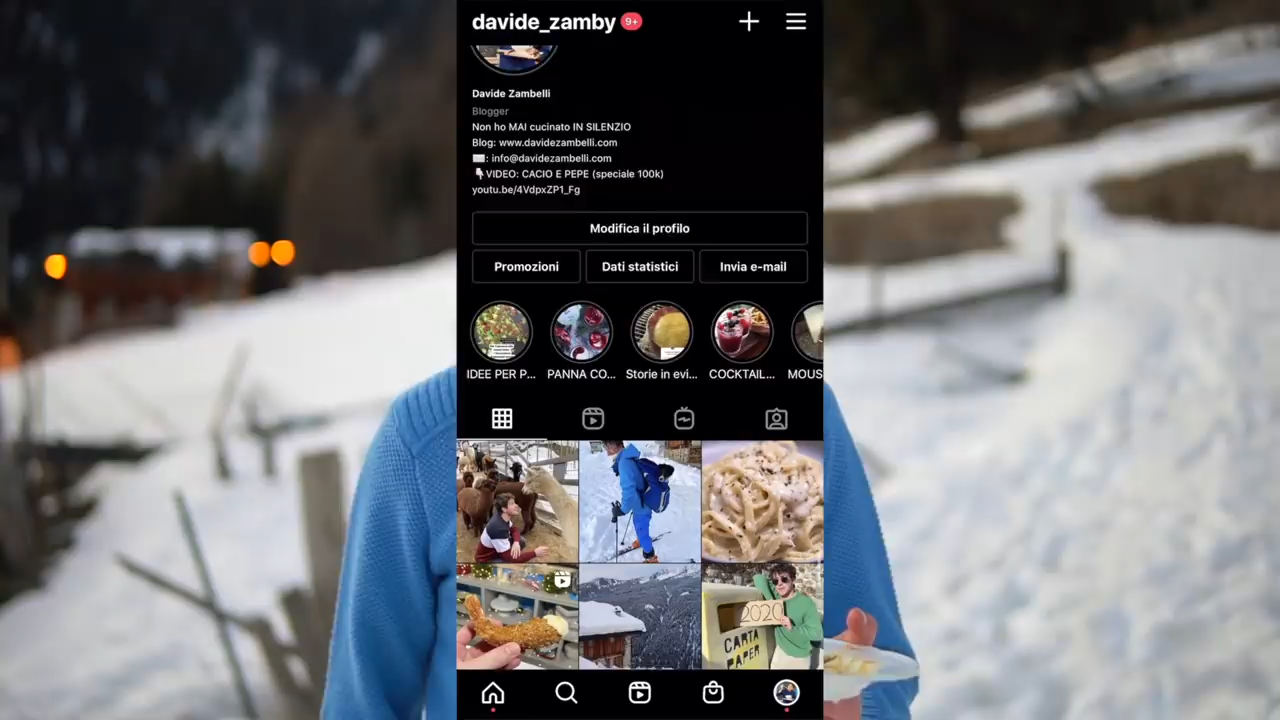 davide_zamby 9+
Davide Zambelli
Blogger
Non ho MAI cucinato IN SILENZIO
Blog: www.davidezambelli.com
✉️: info@davidezambelli.com
👇VIDEO: CACIO E PEPE (speciale 100k)
youtu.be/4VdpxZP1_Fg
Modifica il profilo
Promozioni Dati statistici Invia e-mail
IDEE PER P... PANNA CO... Storie in evi... COCKTAIL... MOUS
2020
CARTA
PAPER